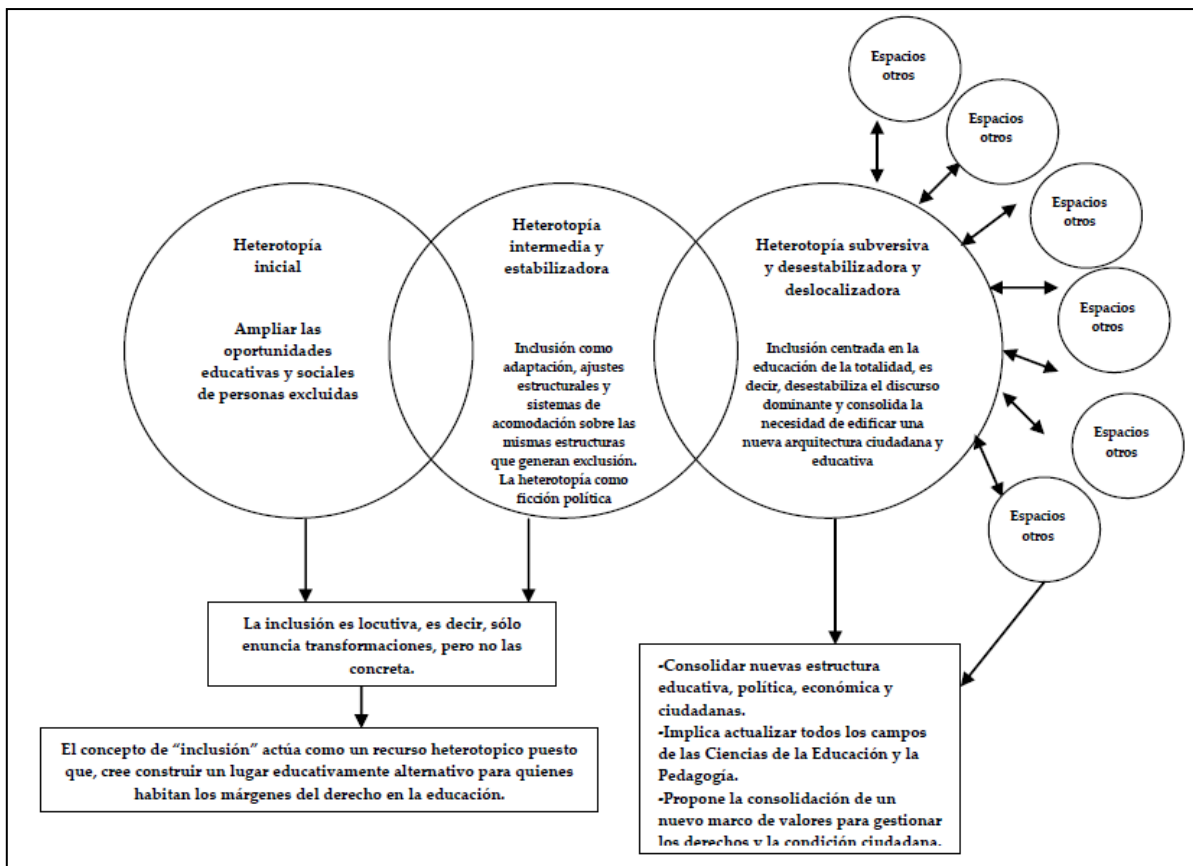 Espacios
otros
Espacios
otros
Espacios
otros
Espacios
otros
Espacios
otros
Espacios
otros
Heterotopía
inicial
Ampliar las
oportunidades
educativas y sociales
de personas excluidas
Heterotopía
intermedia y
estabilizadora
Inclusión como
adaptación, ajustes
estructurales y
sistemas de
acomodación sobre las
mismas estructuras
que generan exclusión.
La heterotopía como
ficción política
Heterotopía subversiva
y desestabilizadora y
deslocalizadora
Inclusión centrada en la
educación de la totalidad, es
decir, desestabiliza el discurso
dominante y consolida la
necesidad de edificar una
nueva arquitectura ciudadana y
educativa
La inclusión es locutiva, es decir, sólo
enuncia transformaciones, pero no las
concreta.
El concepto de “inclusión” actúa como un recurso heterotopico puesto
que, cree construir un lugar educativamente alternativo para quienes
habitan los márgenes del derecho en la educación.
-Consolidar nuevas estructura
educativa, política, económica y
ciudadanas.
-Implica actualizar todos los campos
de las Ciencias de la Educación y la
Pedagogía.
-Propone la consolidación de un
nuevo marco de valores para gestionar
los derechos y la condición ciudadana.